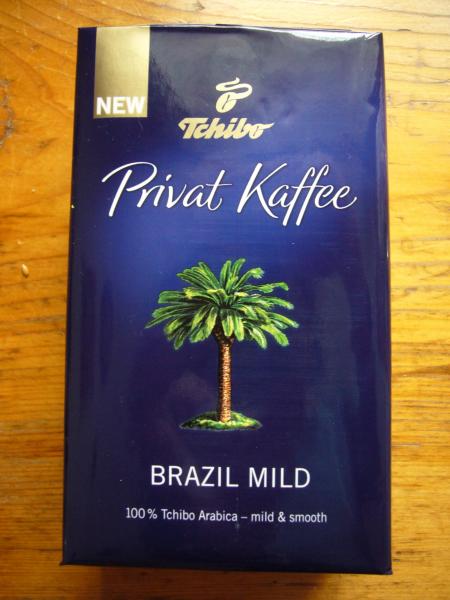 NEW
Tchibo
Privat Kaffee
BRAZIL MILD
100 % Tchibo Arabica – mild & smooth